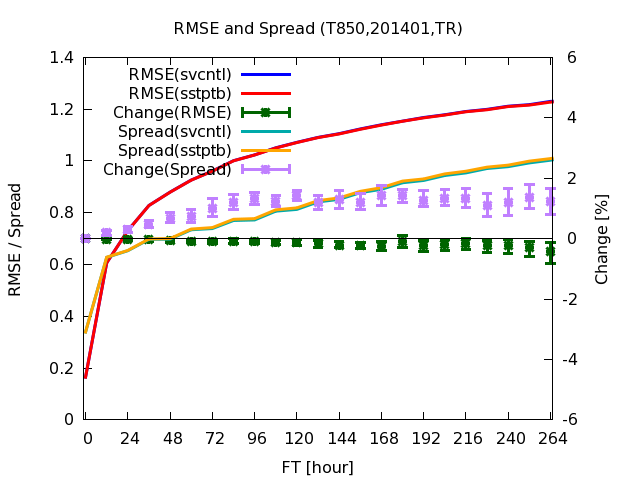 RMSE and Spread (T850,201401,TR)
1.4
1.2
1
0.8
0.6
0.4
0.2
0
RMSE / Spread
RMSE(svcntl)
RMSE(sstptb)
Change(RMSE)
Spread(svcntl)
Spread(sstptb)
Change(Spread)
6
4
2
0
-2
-4
-6
Change [%]
0 24 48 72 96 120 144 168 192 216 240 264
FT [hour]